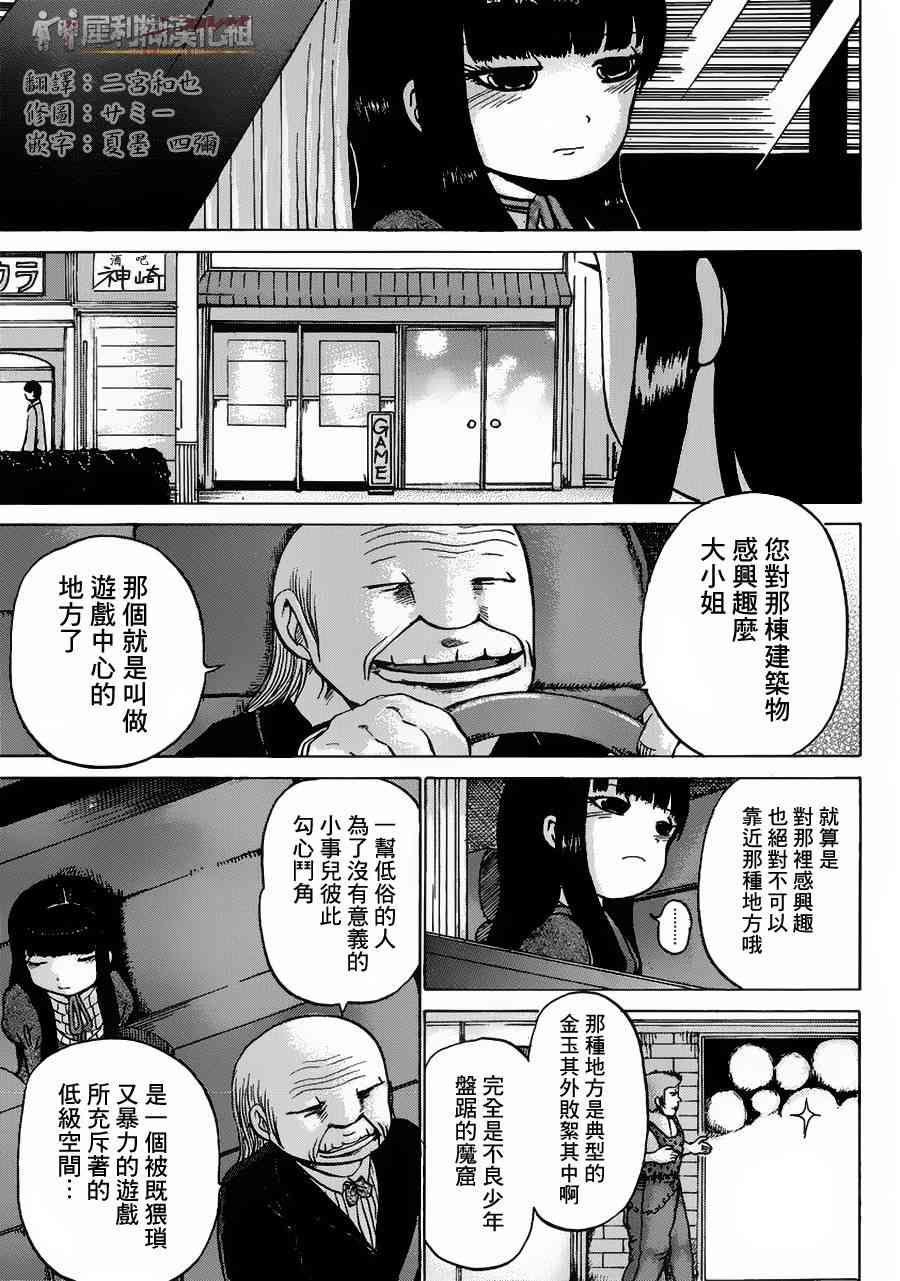 犀利物漢化組
翻譯：二宮和也
修圖：サミー
嵌字：夏墨 四彌
カラ
酒吧
神崎
GAME
您對那棟建築物
感興趣麼
大小姐
那個就是叫做
遊戲中心的
地方了
就算是
對那裡感興趣
也絕對不可以
靠近那種地方哦
……
一幫低俗的人
為了沒有意義的
小事兒彼此
勾心鬥角
那種地方是典型的
金玉其外敗絮其中啊
完全是不良少年
盤踞的魔窟
是一個被既猥瑣
又暴力的遊戲
所充斥著的
低級空間…